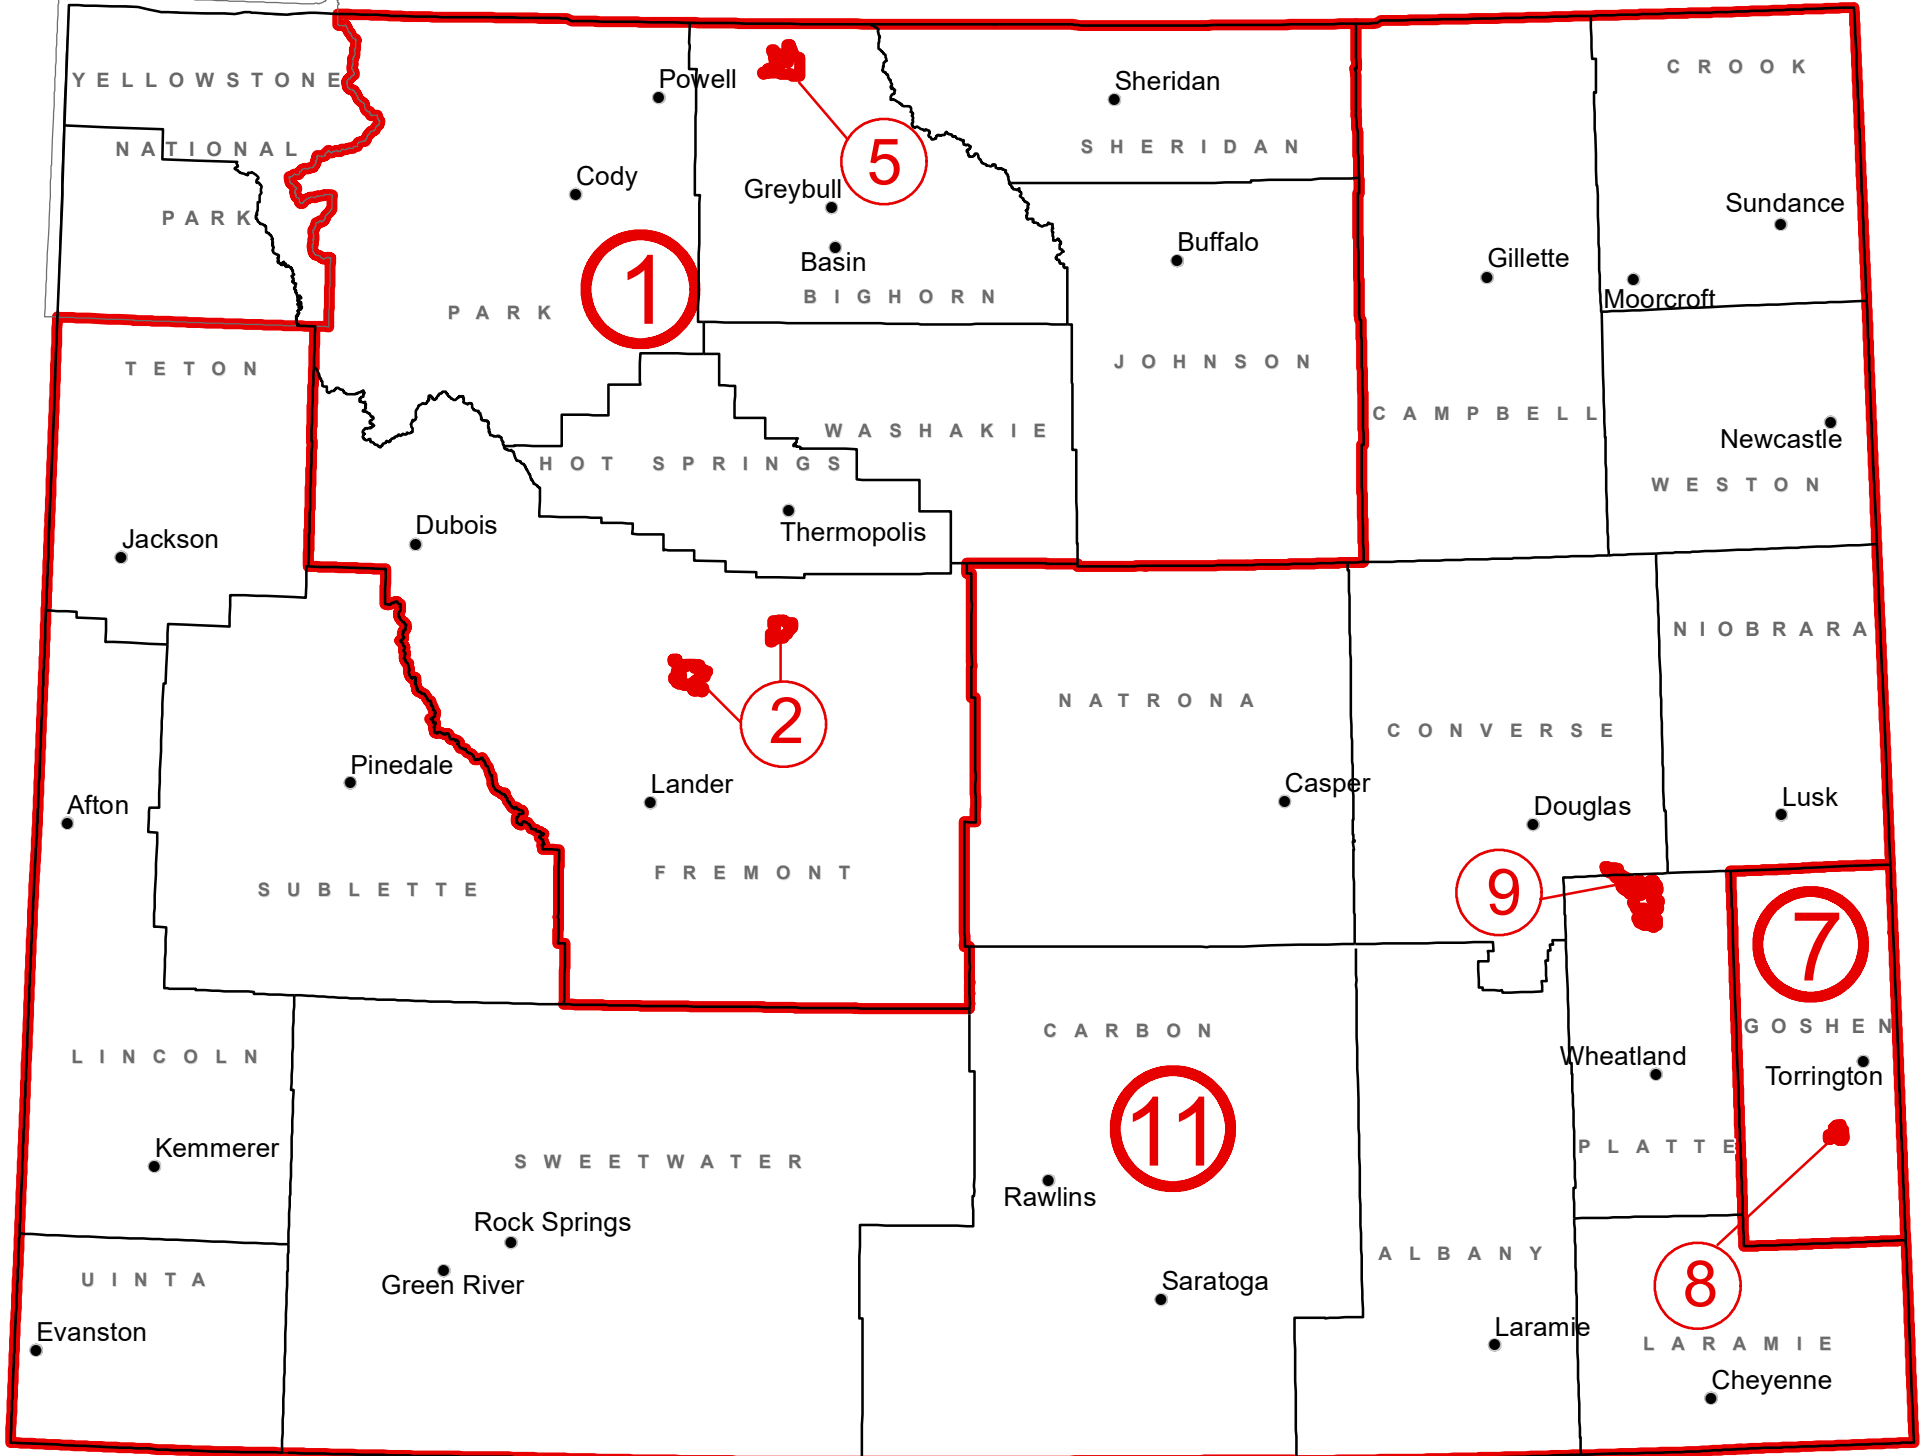 CROOK
YELLOWSTONE
Powell
Sheridan
NATIONAL
SHERIDAN
5
Cody
Greybull
Sundance
PARK
Buffalo
Basin
Gillette
1
BIGHORN
Moorcroft
PARK
TETON
JOHNSON
CAMPBELL
WASHAKIE
Newcastle
HOT SPRINGS
WESTON
Dubois
Thermopolis
Jackson
NIOBRARA
NATRONA
2
CONVERSE
Pinedale
Lander
Casper
Lusk
Afton
Douglas
FREMONT
SUBLETTE
9
7
GOSHEN
CARBON
LINCOLN
Wheatland
Torrington
11
Kemmerer
PLATTE
SWEETWATER
Rawlins
Rock Springs
ALBANY
UINTA
Green River
Saratoga
8
Evanston
Laramie
LARAMIE
Cheyenne